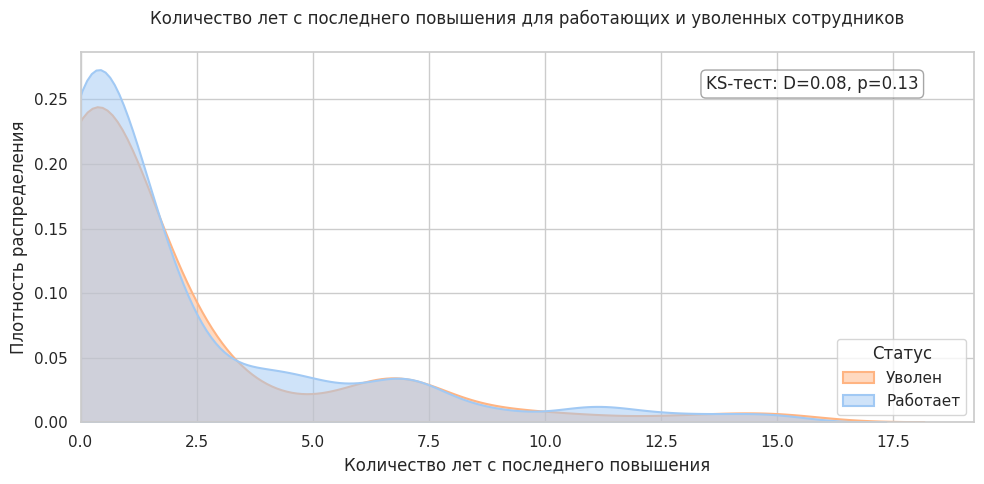 Количество лет с последнего повышения для работающих и уволенных сотрудников
KS-тест: D=0.08, p=0.13
Плотность распределения
0.25
0.20
0.15
0.10
0.05
0.00
Статус
Уволен
Работает
0.0 2.5 5.0 7.5 10.0 12.5 15.0 17.5
Количество лет с последнего повышения